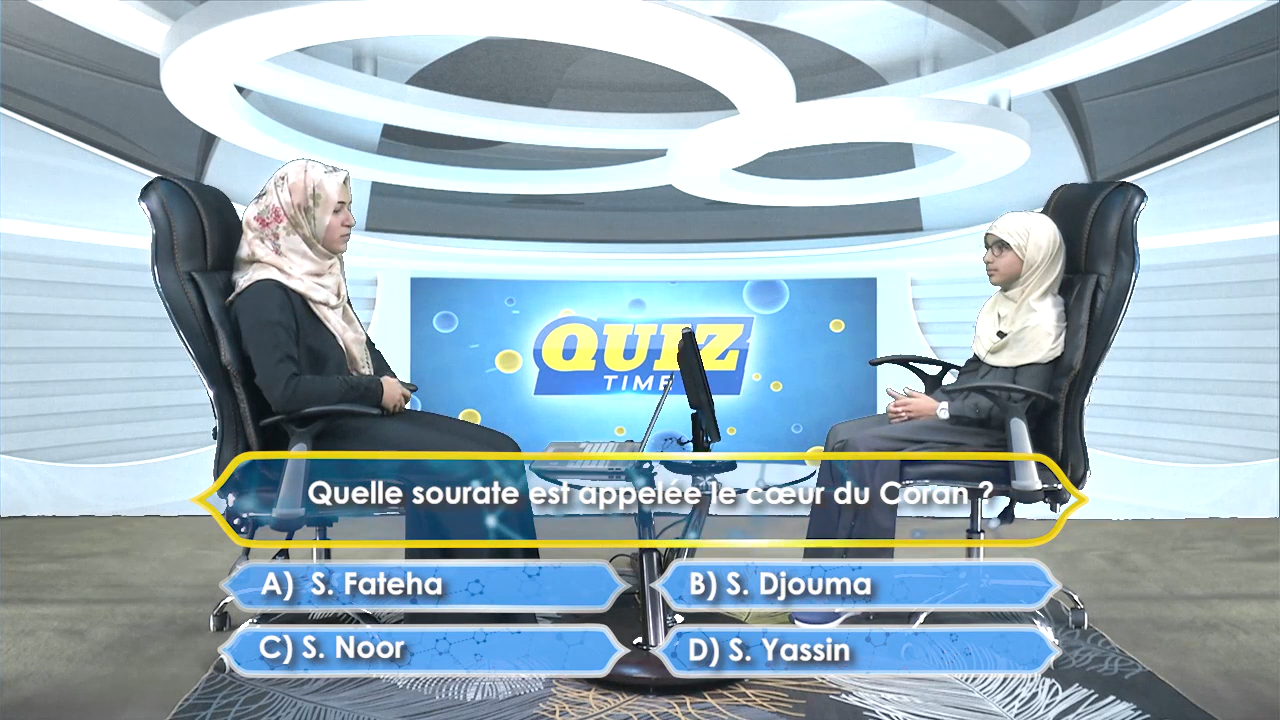 QUIZ
TIME
Quelle sourate est appelée le cœur du Coran ?
A) S. Fateha
B) S. Djouma
C) S. Noor
D) S. Yassin